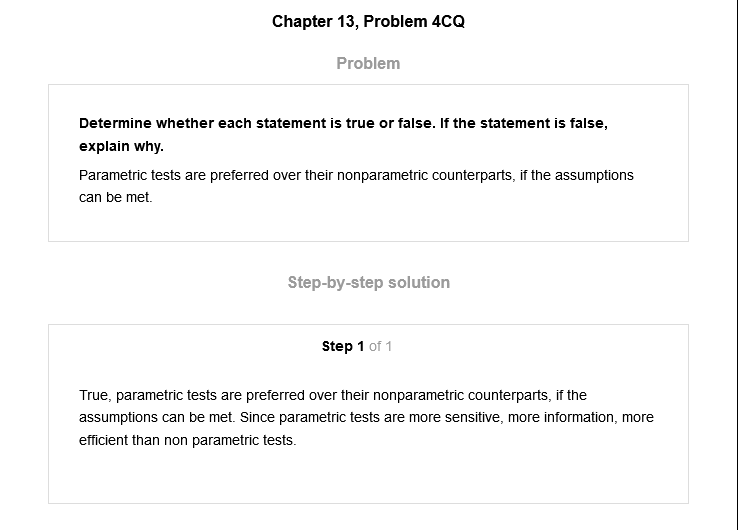 Chapter 13, Problem 4CQ
Problem
Determine whether each statement is true or false. If the statement is false,
explain why.
Parametric tests are preferred over their nonparametric counterparts, if the assumptions
can be met.
Step-by-step solution
Step 1 of 1
True, parametric tests are preferred over their nonparametric counterparts, if the
assumptions can be met. Since parametric tests are more sensitive, more information, more
efficient than non parametric tests.